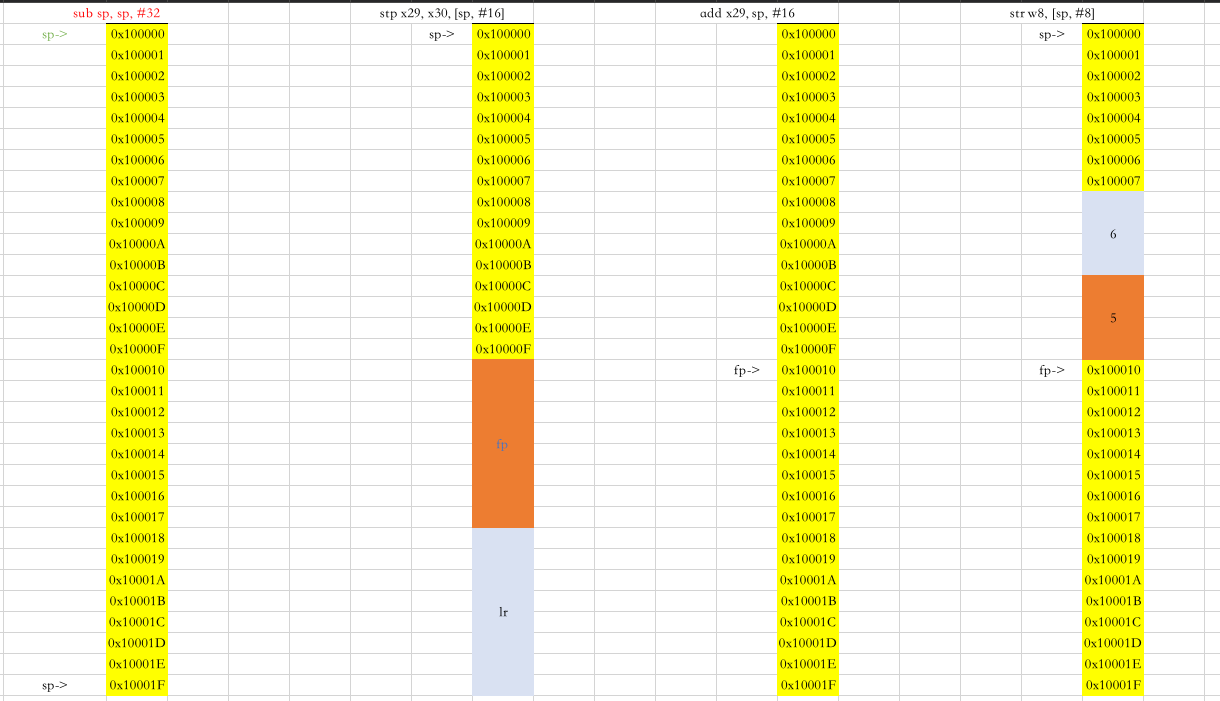 sub sp, sp, #32 stp x29, x30, [sp, #16] add x29, sp, #16 str w8, [sp, #8]
sp-> 0x100000 sp-> 0x100000 0x100000 sp-> 0x100000
0x100001 0x100001 0x100001 0x100001
0x100002 0x100002 0x100002 0x100002
0x100003 0x100003 0x100003 0x100003
0x100004 0x100004 0x100004 0x100004
0x100005 0x100005 0x100005 0x100005
0x100006 0x100006 0x100006 0x100006
0x100007 0x100007 0x100007 0x100007
0x100008 0x100008 0x100008
0x100009 0x100009 0x100009
6
0x10000A 0x10000A 0x10000A
0x10000B 0x10000B 0x10000B
0x10000C 0x10000C 0x10000C
0x10000D 0x10000D 0x10000D
5
0x10000E 0x10000E 0x10000E
0x10000F 0x10000F 0x10000F
0x100010 fp-> 0x100010 fp-> 0x100010
0x100011 0x100011 0x100011
0x100012 0x100012 0x100012
0x100013 0x100013 0x100013
fp
0x100014 0x100014 0x100014
0x100015 0x100015 0x100015
0x100016 0x100016 0x100016
0x100017 0x100017 0x100017
0x100018 0x100018 0x100018
0x100019 0x100019 0x100019
0x10001A 0x10001A 0x10001A
0x10001B 0x10001B 0x10001B
lr
0x10001C 0x10001C 0x10001C
0x10001D 0x10001D 0x10001D
0x10001E 0x10001E 0x10001E
sp-> 0x10001F 0x10001F 0x10001F